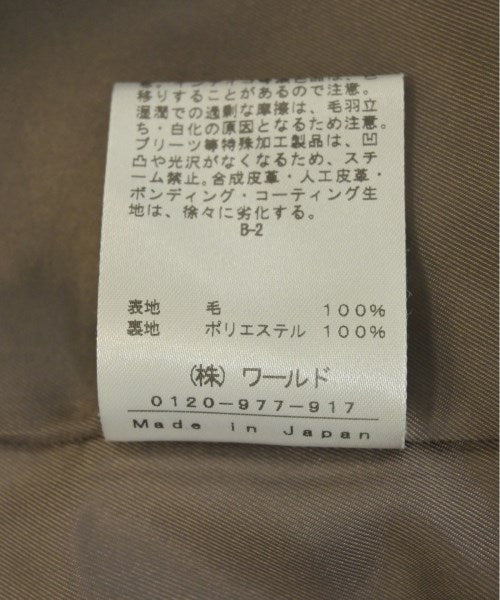 移りすることがあるので注意。
湿潤での過剰な摩擦は、毛羽立
ち・白化の原因となるため注意。
プリーツ等特殊加工製品は、凹
凸や光沢がなくなるため、スチ
ーム禁止。合成皮革・人工皮革・
ボンディング・コーティング生
地は、徐々に劣化する。
B-2
表地 毛 100%
裏地 ポリエステル 100%
(株) ワールド
0120-977-917
Made in Japan